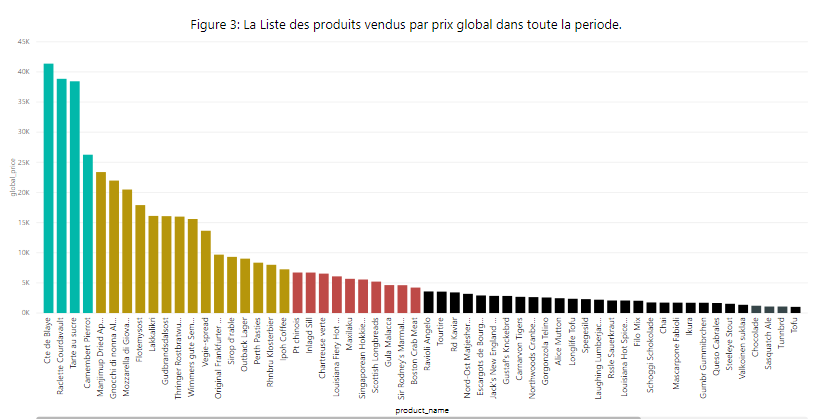 Figure 3: La Liste des produits vendus par prix global dans toute la periode.
45K
40K
35K
30K
25K
20K
15K
10K
5K
0K
global_price
Cte de Blaye
Raclette Courdavault
Tarte au sucre
Camembert Pierrot
Manjimup Dried Ap...
Gnocchi di nonna Al...
Mozzarella di Giova...
Flotemysost
Lakkalikri
Gudbrandsdalsost
Thringer Rostbratwu...
Wimmers gute Sem...
Vegie-spread
Original Frankfurter ...
Sirop d'rable
Outback Lager
Perth Pasties
Rhnbru Klosterbier
Ipoh Coffee
Pt chinois
Inlagd Sill
Chartreuse verte
Louisiana Fiery Hot ...
Maxilaku
Singaporean Hokkie...
Scottish Longbreads
Gula Malacca
Sir Rodney's Marmal...
Boston Crab Meat
Ravioli Angelo
Tourtire
Rd Kaviar
Nord-Ost Matjesher...
Escargots de Bourg...
Jack's New England ...
Gustaf's Knckebrd
Carnarvon Tigers
Northwoods Cranbe...
Gorgonzola Telino
Alice Mutton
Longlife Tofu
Spegesild
Laughing Lumberjac...
Rssle Sauerkraut
Louisiana Hot Spice...
Filo Mix
Schoggi Schokolade
Chai
Mascarpone Fabioli
Ikura
Gumbr Gummibrchen
Queso Cabrales
Steeleye Stout
Valkoinen suklaa
Chocolade
Sasquatch Ale
Tunnbrd
Tofu
product_name